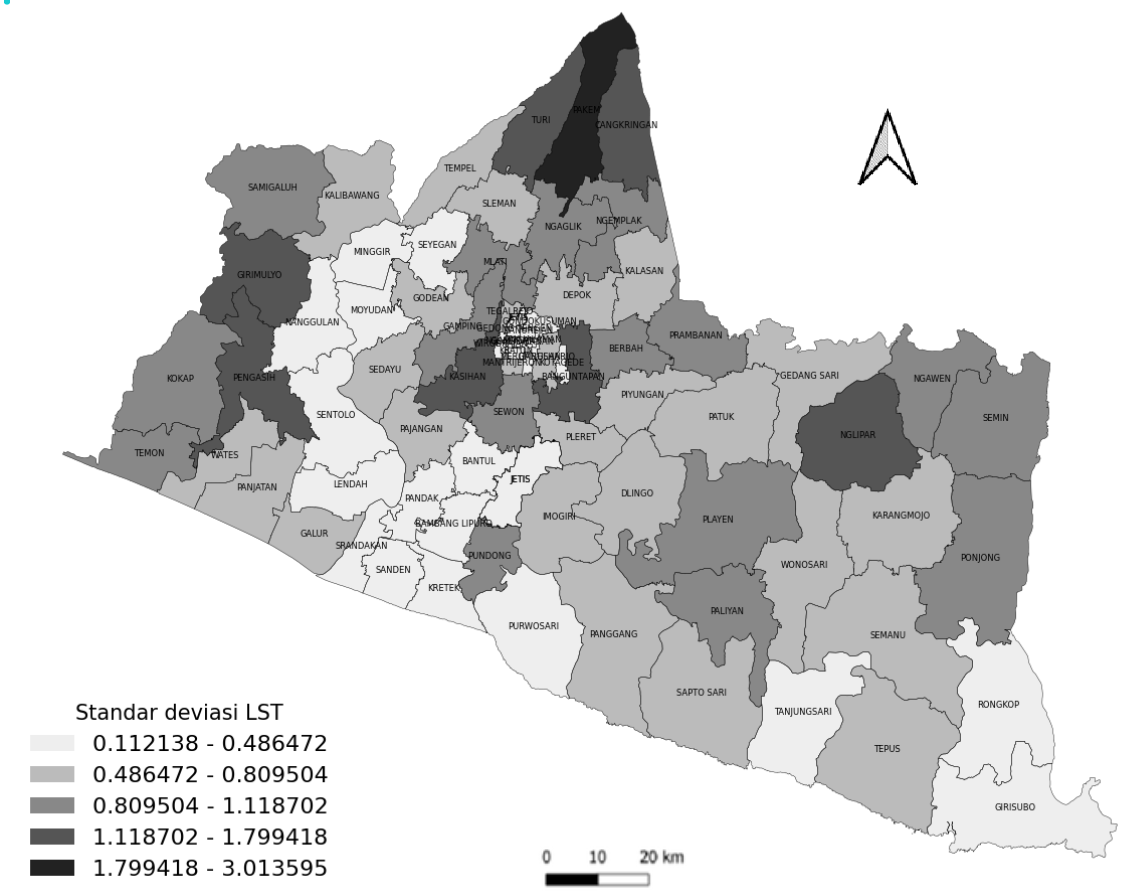 PAKEM
TURI
CANGKRINGAN
TEMPEL
SAMIGALUH
KALIBAWANG
SLEMAN
NGEMPLAK
NGAGLIK
SEYEGAN
MINGGIR
MLATI
KALASAN
GIRIMULYO
DEPOK
GODEAN
MOYUDAN
TEGALREJO
JETIS
NANGGULAN
GAMPING
PRAMBANAN
BERBAH
MANTRIJERON
KOTAGEDE
SEDAYU
KASIHAN
BANGUNTAPAN
GEDANG SARI
NGAWEN
KOKAP
PENGASIH
PIYUNGAN
SENTOLO
SEWON
PATUK
SEMIN
PAJANGAN
PLERET
NGLIPAR
TEMON
WATES
BANTUL
JETIS
LENDAH
PANJATAN
DLINGO
PANDAK
IMOGIRI
KARANGMOJO
PLAYEN
BAMBANG LIPURO
GALUR
SRANDAKAN
PUNDONG
PONJONG
WONOSARI
SANDEN
KRETEK
PALIYAN
PURWOSARI
PANGGANG
SEMANU
SAPTO SARI
RONGKOP
TANJUNGSARI
TEPUS
GIRISUBO
Standar deviasi LST
0.112138 - 0.486472
0.486472 - 0.809504
0.809504 - 1.118702
1.118702 - 1.799418
1.799418 - 3.013595
0 10 20 km